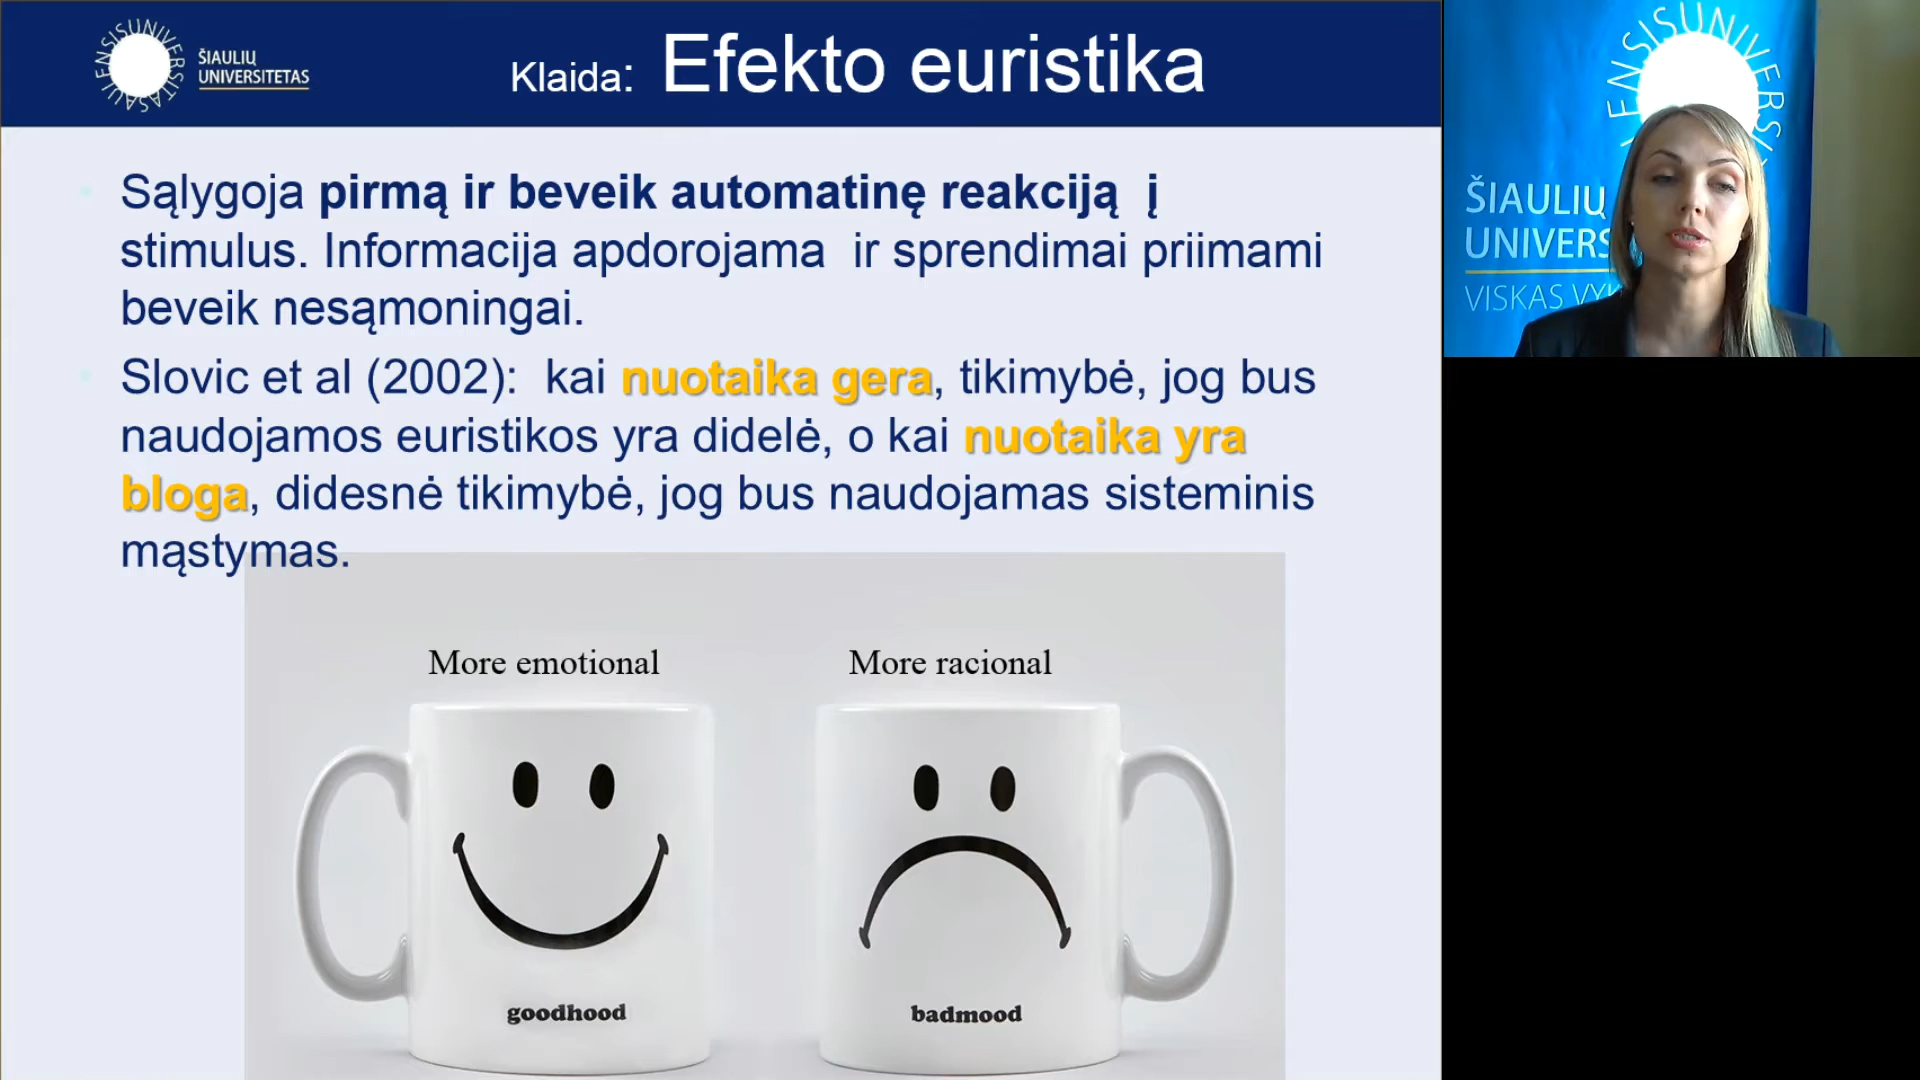 ŠIAULIŲ
UNIVERSITETAS
Klaida: Efekto euristika
Sąlygoja pirmą ir beveik automatinę reakciją į
stimulus. Informacija apdorojama ir sprendimai priimami
beveik nesąmoningai.
Slovic et al (2002): kai nuotaika gera, tikimybė, jog bus
naudojamos euristikos yra didelė, o kai nuotaika yra
bloga, didesnė tikimybė, jog bus naudojamas sisteminis
mąstymas.
More emotional
More racional
goodhood
badmood
ŠIAULIŲ
UNIVERS
VISKAS VYK